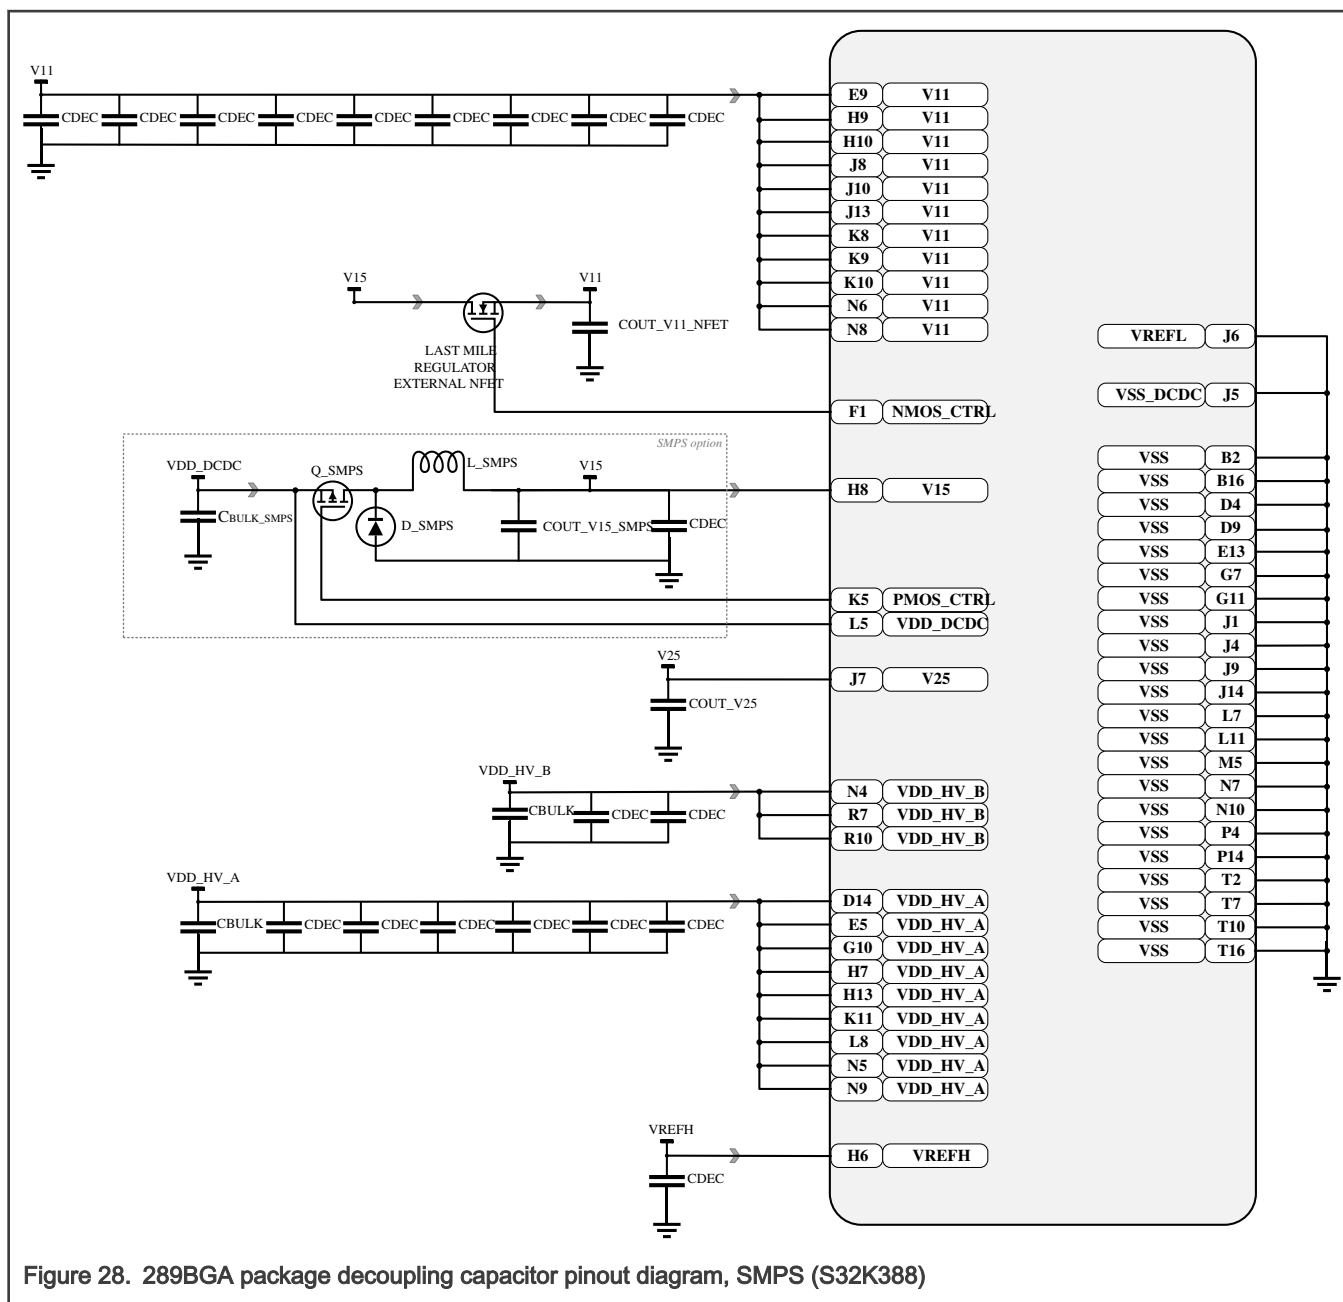 V11
CDEC CDEC CDEC CDEC CDEC CDEC CDEC CDEC CDEC
E9 V11
H9 V11
H10 V11
J8 V11
J10 V11
J13 V11
K8 V11
K9 V11
K10 V11
N6 V11
N8 V11
V15
V11
COUT_V11_NFET
LAST MILE
REGULATOR
EXTERNAL NFET
F1 NMOS_CTRL
SMPS option
VDD_DCDC
Q_SMPS
L_SMPS
V15
CBULK_SMPS
D_SMPS
COUT_V15_SMPS
CDEC
H8 V15
K5 PMOS_CTRL
L5 VDD_DCDC
V25
COUT_V25
J7 V25
VDD_HV_B
CBULK CDEC CDEC
N4 VDD_HV_B
R7 VDD_HV_B
R10 VDD_HV_B
VDD_HV_A
CBULK CDEC CDEC CDEC CDEC CDEC CDEC
D14 VDD_HV_A
E5 VDD_HV_A
G10 VDD_HV_A
H7 VDD_HV_A
H13 VDD_HV_A
K11 VDD_HV_A
L8 VDD_HV_A
N5 VDD_HV_A
N9 VDD_HV_A
VREFH
CDEC
H6 VREFH
VREFL J6
VSS_DCDC J5
VSS B2
VSS B16
VSS D4
VSS D9
VSS E13
VSS G7
VSS G11
VSS J1
VSS J4
VSS J9
VSS J14
VSS L7
VSS L11
VSS M5
VSS N7
VSS N10
VSS P4
VSS P14
VSS T2
VSS T7
VSS T10
VSS T16
Figure 28. 289BGA package decoupling capacitor pinout diagram, SMPS (S32K388)